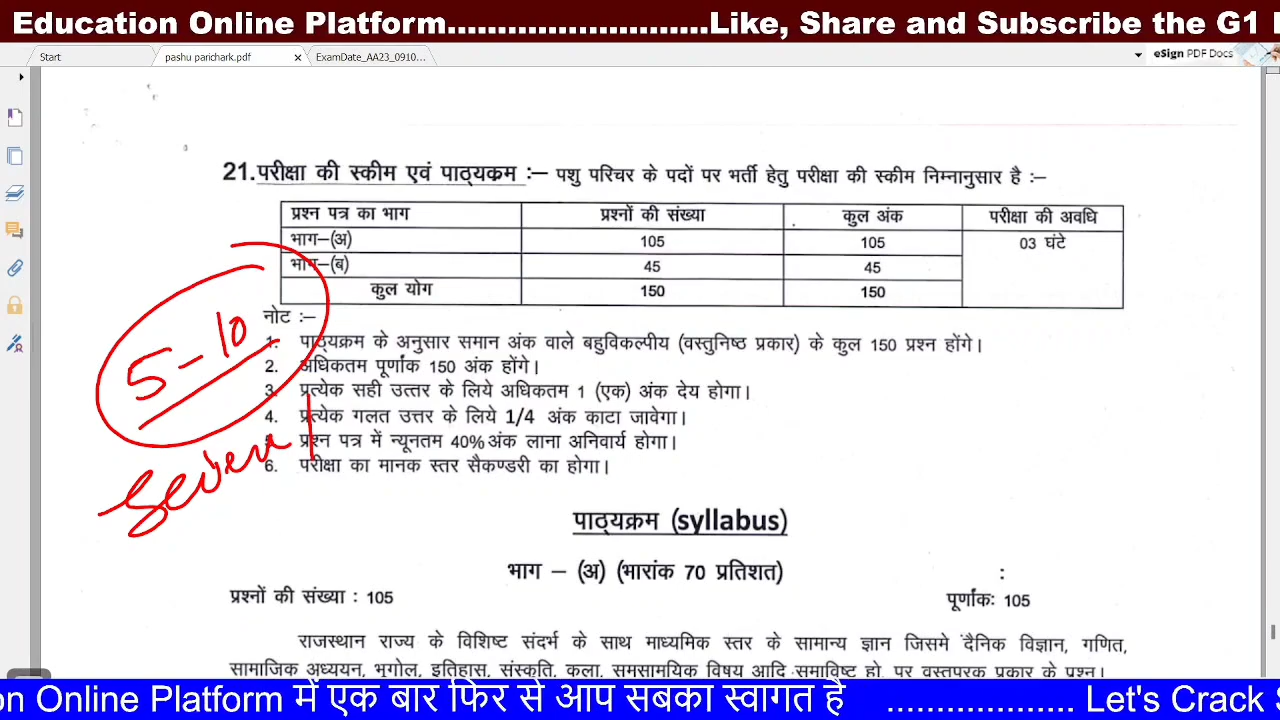 Education Online Platform..........................Like, Share and Subscribe the G1
Start
pashu parichark.pdf
ExamDate_AA23_0910...
eSign PDF Docs
21. परीक्षा की स्कीम एवं पाठ्यक्रम :– पशु परिचर के पदों पर भर्ती हेतु परीक्षा की स्कीम निम्नानुसार है :–
प्रश्न पत्र का भाग प्रश्नों की संख्या कुल अंक परीक्षा की अवधि
भाग–(अ) 105 105 03 घंटे
भाग–(ब) 45 45
कुल योग 150 150
नोट :–
1. पाठ्यक्रम के अनुसार समान अंक वाले बहुविकल्पीय (वस्तुनिष्ठ प्रकार) के कुल 150 प्रश्न होंगे।
2. अधिकतम पूर्णांक 150 अंक होंगे।
3. प्रत्येक सही उत्तर के लिये अधिकतम 1 (एक) अंक देय होगा।
4. प्रत्येक गलत उत्तर के लिये 1/4 अंक काटा जावेगा।
5. प्रश्न पत्र में न्यूनतम 40% अंक लाना अनिवार्य होगा।
6. परीक्षा का मानक स्तर सैकण्डरी का होगा।
5-10
पाठ्यक्रम (syllabus)
भाग – (अ) (भारांक 70 प्रतिशत)
प्रश्नों की संख्या : 105 पूर्णांक: 105
राजस्थान राज्य के विशिष्ट संदर्भ के साथ माध्यमिक स्तर के सामान्य ज्ञान जिसमे दैनिक विज्ञान, गणित,
सामाजिक अध्ययन, भूगोल, इतिहास, संस्कृति, कला, समसामयिक विषय आदि समाविष्ट हो, पर वस्तुपरक प्रकार के प्रश्न।
on Online Platform में एक बार फिर से आप सबका स्वागत है ................... Let's Crack